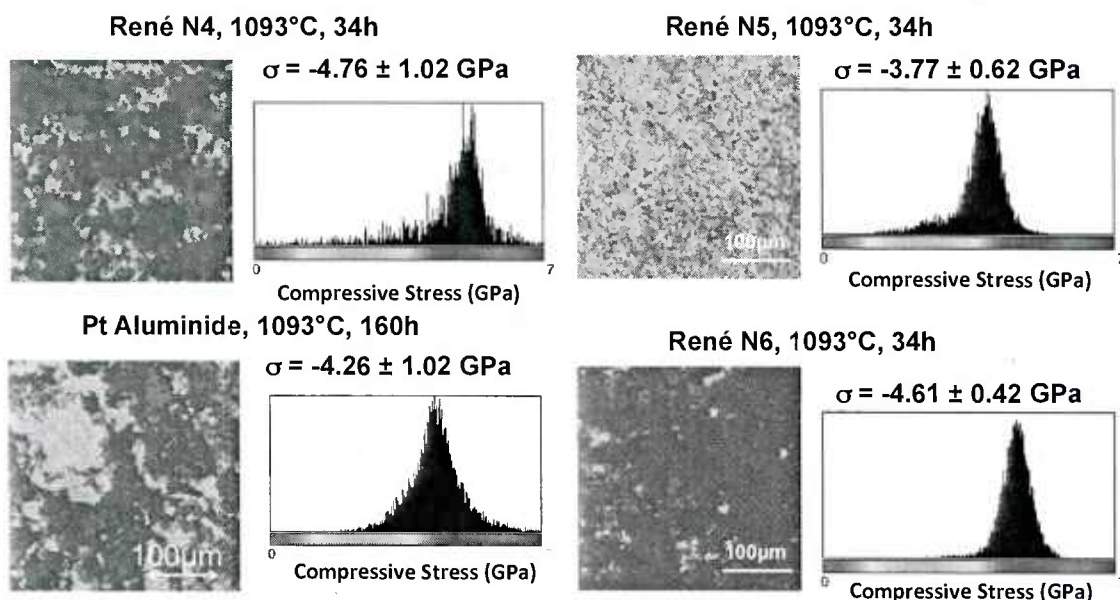 René N4, 1093°C, 34h
σ = -4.76 ± 1.02 GPa
0
7
Compressive Stress (GPa)
René N5, 1093°C, 34h
σ = -3.77 ± 0.62 GPa
100µm
0
Compressive Stress (GPa)
Pt Aluminide, 1093°C, 160h
σ = -4.26 ± 1.02 GPa
100µm
0
Compressive Stress (GPa)
René N6, 1093°C, 34h
σ = -4.61 ± 0.42 GPa
100µm
0
Compressive Stress (GPa)